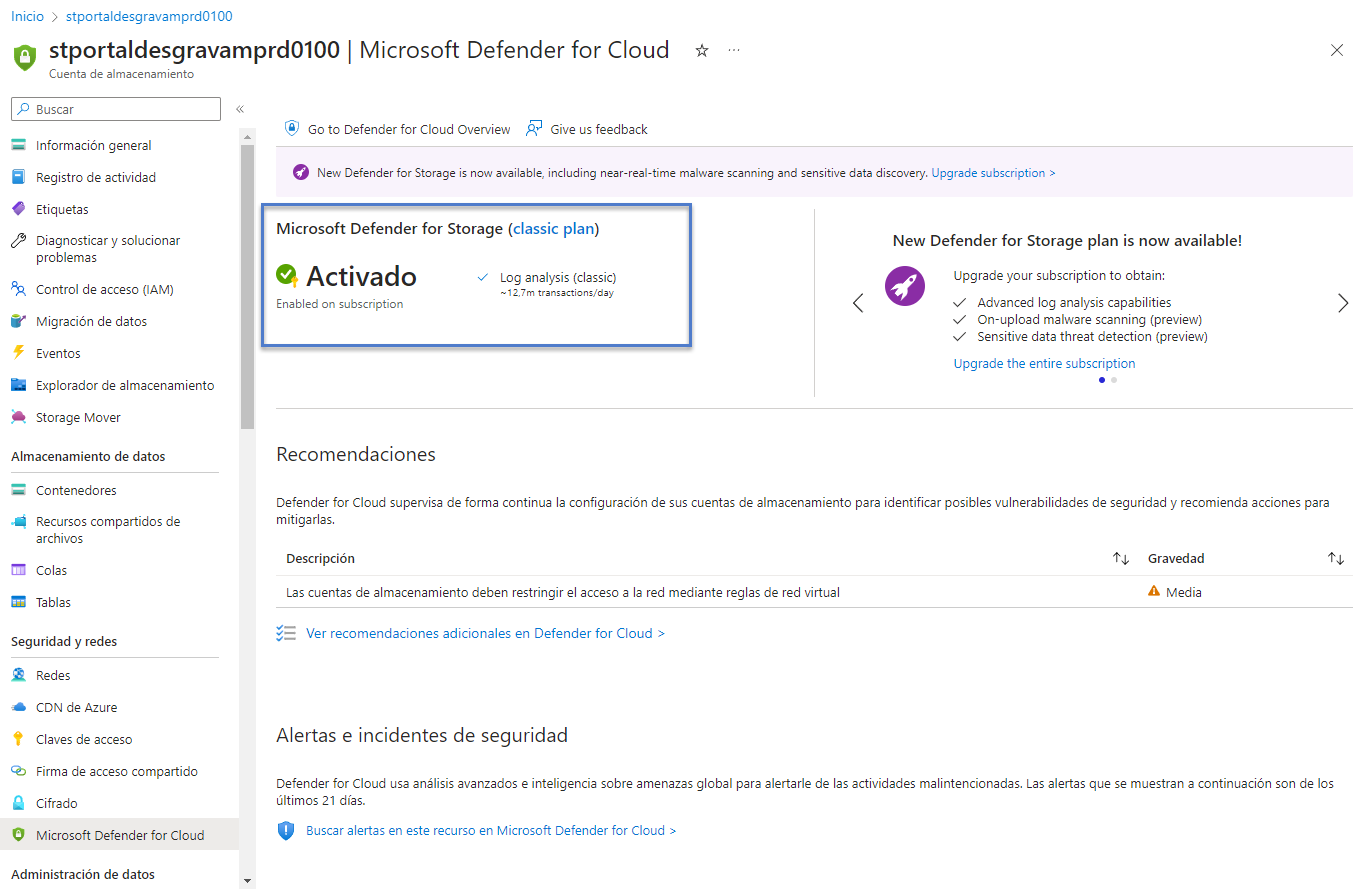 Inicio > stportaldesgravamprd0100
stportaldesgravamprd0100 | Microsoft Defender for Cloud
Cuenta de almacenamiento
Buscar
Información general
Registro de actividad
Etiquetas
Diagnosticar y solucionar
problemas
Control de acceso (IAM)
Migración de datos
Eventos
Explorador de almacenamiento
Storage Mover
Almacenamiento de datos
Contenedores
Recursos compartidos de
archivos
Colas
Tablas
Seguridad y redes
Redes
CDN de Azure
Claves de acceso
Firma de acceso compartido
Cifrado
Microsoft Defender for Cloud
Administración de datos
Go to Defender for Cloud Overview
Give us feedback
New Defender for Storage is now available, including near-real-time malware scanning and sensitive data discovery. Upgrade subscription >
Microsoft Defender for Storage (classic plan)
Activado
Enabled on subscription
Log analysis (classic)
~12,7m transactions/day
New Defender for Storage plan is now available!
Upgrade your subscription to obtain:
Advanced log analysis capabilities
On-upload malware scanning (preview)
Sensitive data threat detection (preview)
Upgrade the entire subscription
Recomendaciones
Defender for Cloud supervisa de forma continua la configuración de sus cuentas de almacenamiento para identificar posibles vulnerabilidades de seguridad y recomienda acciones para
mitigarlas.
Descripción
Gravedad
Las cuentas de almacenamiento deben restringir el acceso a la red mediante reglas de red virtual
Media
Ver recomendaciones adicionales en Defender for Cloud >
Alertas e incidentes de seguridad
Defender for Cloud usa análisis avanzados e inteligencia sobre amenazas global para alertarle de las actividades malintencionadas. Las alertas que se muestran a continuación son de los
últimos 21 días.
Buscar alertas en este recurso en Microsoft Defender for Cloud >